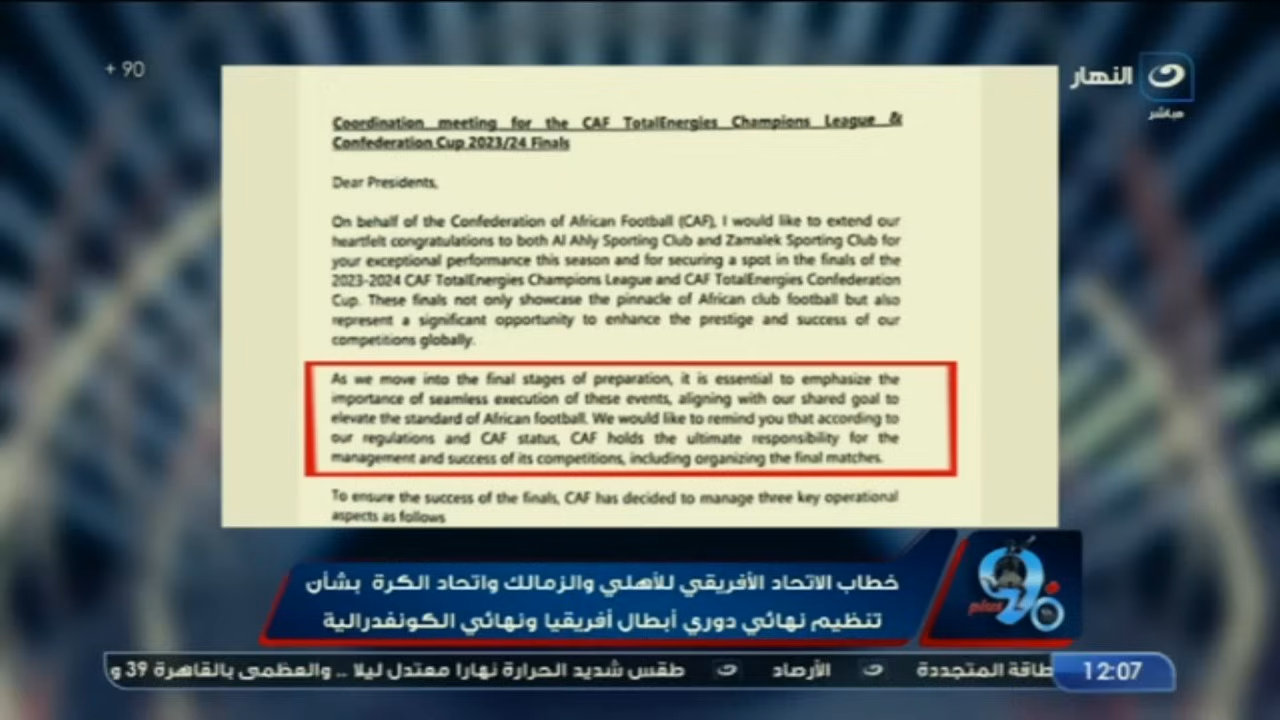 + 90
النهار
مباشر
Coordination meeting for the CAF TotalEnergies Champions League &
Confederation Cup 2023/24 Finals
Dear Presidents,
On behalf of the Confederation of African Football (CAF), I would like to extend our
heartfelt congratulations to both Al Ahly Sporting Club and Zamalek Sporting Club for
your exceptional performance this season and for securing a spot in the finals of the
2023-2024 CAF TotalEnergies Champions League and CAF TotalEnergies Confederation
Cup. These finals not only showcase the pinnacle of African club football but also
represent a significant opportunity to enhance the prestige and success of our
competitions globally.
As we move into the final stages of preparation, it is essential to emphasize the
importance of seamless execution of these events, aligning with our shared goal to
elevate the standard of African football. We would like to remind you that according to
our regulations and CAF status, CAF holds the ultimate responsibility for the
management and success of its competitions, including organizing the final matches.
To ensure the success of the finals, CAF has decided to manage three key operational
aspects as follows
خطاب الاتحاد الأفريقي للأهلي والزمالك واتحاد الكرة بشأن
تنظيم نهائي دوري أبطال أفريقيا ونهائي الكونفدرالية
90 plus
12:07
طاقة المتجددة الأرصاد طقس شديد الحرارة نهارا معتدل ليلا .. والعظمى بالقاهرة 39 و